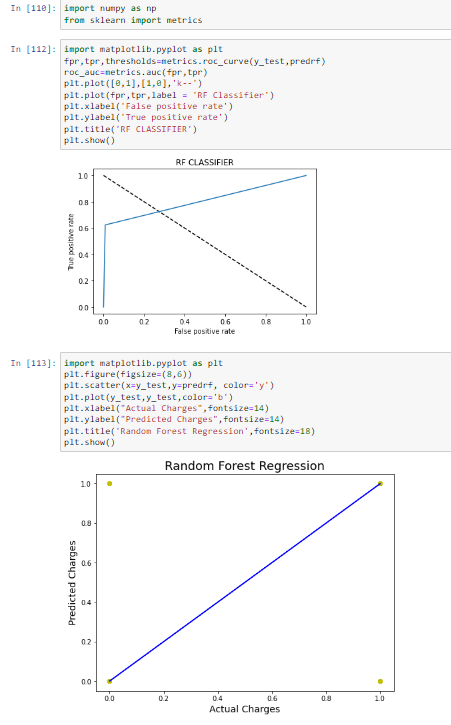 In [110]: import numpy as np
from sklearn import metrics
In [112]: import matplotlib.pyplot as plt
fpr,tpr,thresholds=metrics.roc_curve(y_test,predrf)
roc_auc=metrics.auc(fpr,tpr)
plt.plot([0,1],[1,0],'k--')
plt.plot(fpr,tpr,label = 'RF Classifier')
plt.xlabel('False positive rate')
plt.ylabel('True positive rate')
plt.title('RF CLASSIFIER')
plt.show()
RF CLASSIFIER
True positive rate
1.0
0.8
0.6
0.4
0.2
0.0
0.0 0.2 0.4 0.6 0.8 1.0
False positive rate
In [113]: import matplotlib.pyplot as plt
plt.figure(figsize=(8,6))
plt.scatter(x=y_test,y=predrf, color='y')
plt.plot(y_test,y_test,color='b')
plt.xlabel("Actual Charges",fontsize=14)
plt.ylabel("Predicted Charges",fontsize=14)
plt.title('Random Forest Regression',fontsize=18)
plt.show()
Random Forest Regression
Predicted Charges
1.0
0.8
0.6
0.4
0.2
0.0
0.0 0.2 0.4 0.6 0.8 1.0
Actual Charges